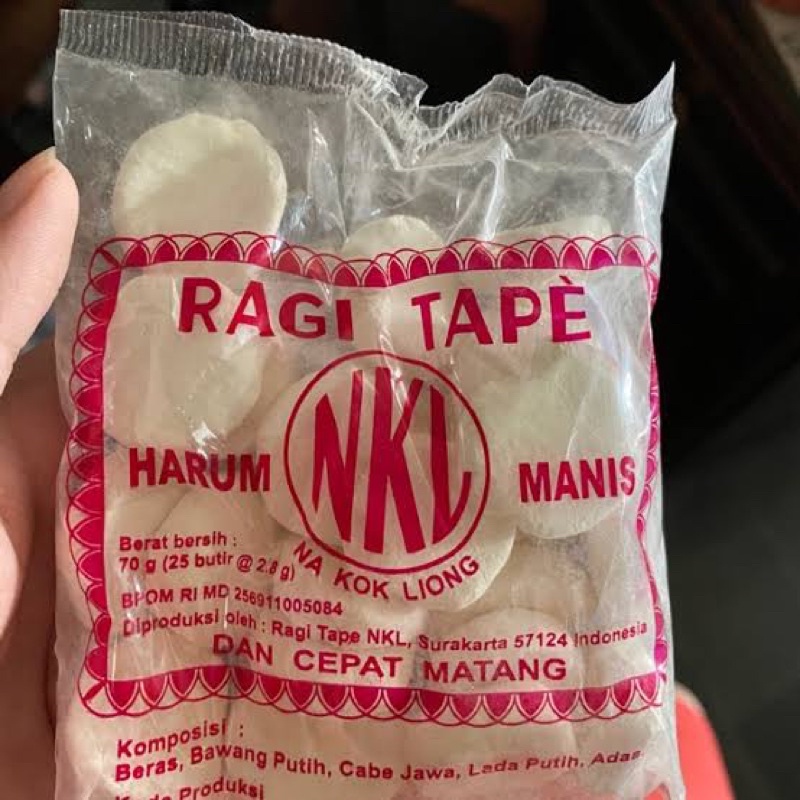 RAGI TAPÈ
HARUM NKL MANIS
NA KOK LIONG
Berat bersih :
70 g (25 butir @ 2.8 g)
BPOM RI MD 256911005084
Diproduksi oleh : Ragi Tape NKL, Surakarta 57124 Indonesia
DAN CEPAT MATANG
Komposisi :
Beras, Bawang Putih, Cabe Jawa, Lada Putih, Adas
Kode Produksi